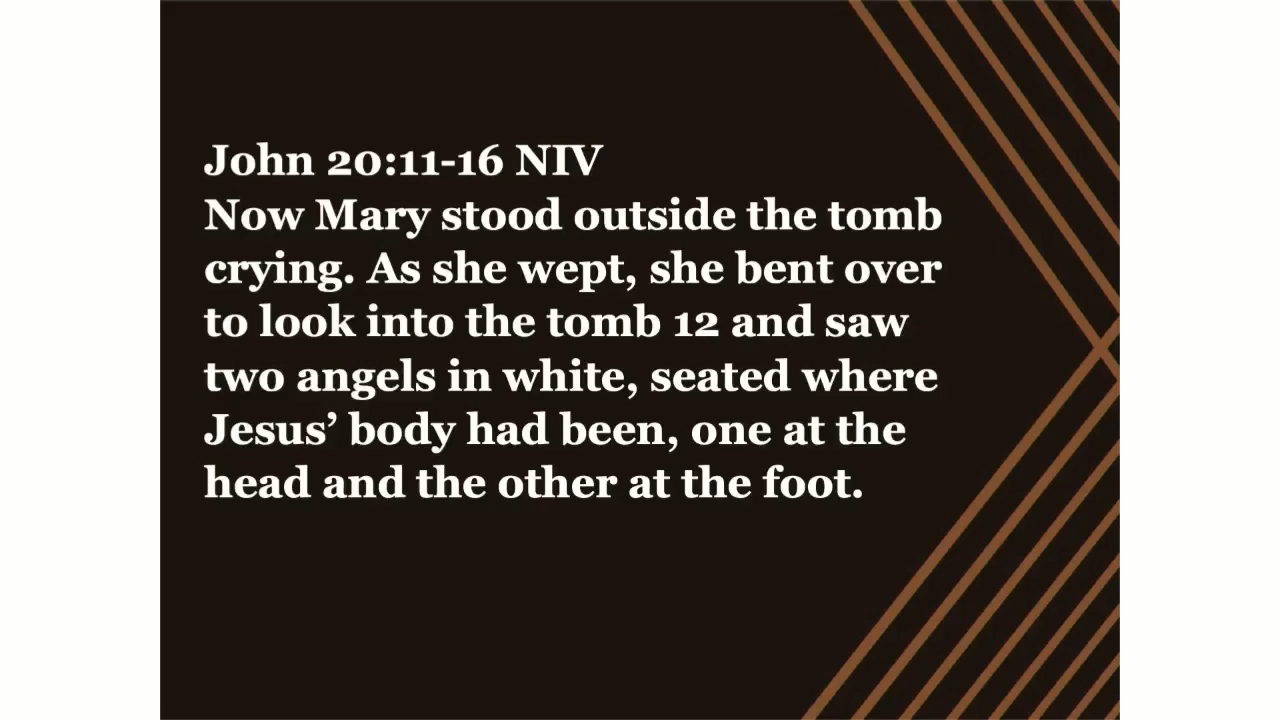 John 20:11-16 NIV
Now Mary stood outside the tomb
crying. As she wept, she bent over
to look into the tomb 12 and saw
two angels in white, seated where
Jesus’ body had been, one at the
head and the other at the foot.